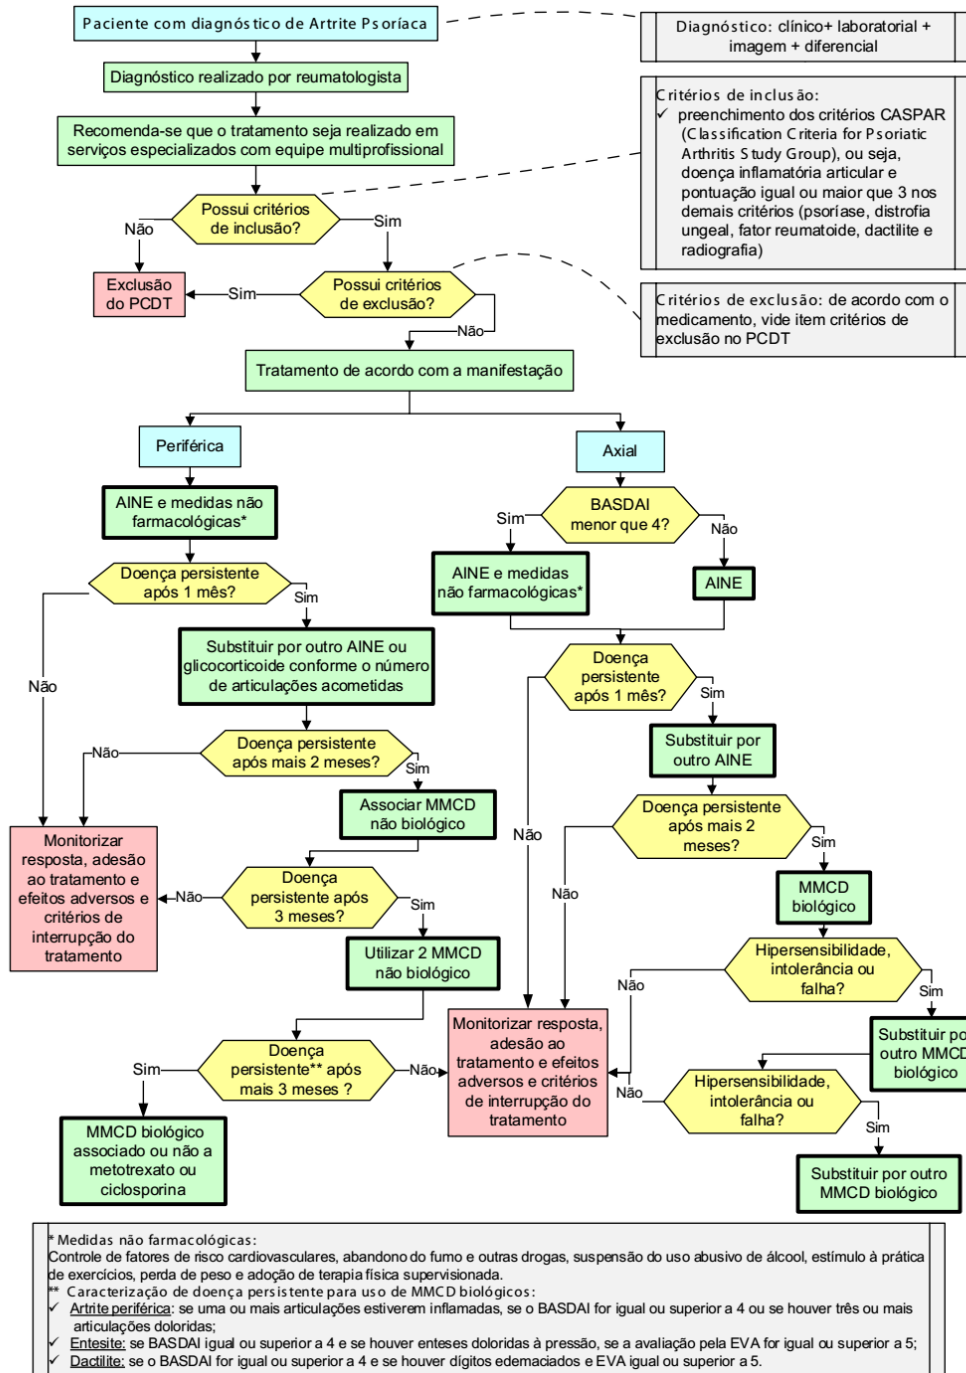 Paciente com diagnóstico de Artrite Psoríaca
Diagnóstico: clínico+ laboratorial +
imagem + diferencial
Diagnóstico realizado por reumatologista
Recomenda-se que o tratamento seja realizado em
serviços especializados com equipe multiprofissional
Critérios de inclusão:
✓ preenchimento dos critérios CASPAR
(Classification Criteria for Psoriatic
Arthritis Study Group), ou seja,
doença inflamatória articular e
pontuação igual ou maior que 3 nos
demais critérios (psoríase, distrofia
ungeal, fator reumatoide, dactilite e
radiografia)
Possui critérios
de inclusão?
Não
Sim
Exclusão
do PCDT
Sim
Possui critérios
de exclusão?
Não
Critérios de exclusão: de acordo com o
medicamento, vide item critérios de
exclusão no PCDT
Tratamento de acordo com a manifestação
Periférica
Axial
AINE e medidas não
farmacológicas*
BASDAI
menor que 4?
Sim
Não
AINE e medidas
não farmacológicas*
AINE
Doença persistente
após 1 mês?
Sim
Não
Substituir por outro AINE ou
glicocorticoide conforme o número
de articulações acometidas
Doença
persistente
após 1 mês?
Sim
Não
Substituir por
outro AINE
Doença persistente
após mais 2 meses?
Não
Sim
Associar MMCD
não biológico
Doença persistente
após mais 2
meses?
Sim
Não
MMCD
biológico
Monitorizar
resposta, adesão
ao tratamento e
efeitos adversos e
critérios de
interrupção do
tratamento
Doença
persistente após
3 meses?
Não
Sim
Utilizar 2 MMCD
não biológico
Hipersensibilidade,
intolerância ou
falha?
Não
Sim
Substituir por
outro MMCD
biológico
Doença
persistente** após
mais 3 meses ?
Sim
Não
Monitorizar resposta,
adesão ao
tratamento e efeitos
adversos e critérios
de interrupção do
tratamento
Hipersensibilidade,
intolerância ou
falha?
Não
Sim
MMCD biológico
associado ou não a
metotrexato ou
ciclosporina
Substituir por outro
MMCD biológico
* Medidas não farmacológicas:
Controle de fatores de risco cardiovasculares, abandono do fumo e outras drogas, suspensão do uso abusivo de álcool, estímulo à prática
de exercícios, perda de peso e adoção de terapia física supervisionada.
** Caracterização de doença persistente para uso de MMCD biológicos:
✓ Artrite periférica: se uma ou mais articulações estiverem inflamadas, se o BASDAI for igual ou superior a 4 ou se houver três ou mais
articulações doloridas;
✓ Entesite: se BASDAI igual ou superior a 4 e se houver enteses doloridas à pressão, se a avaliação pela EVA for igual ou superior a 5;
✓ Dactilite: se o BASDAI for igual ou superior a 4 e se houver dígitos edemaciados e EVA igual ou superior a 5.